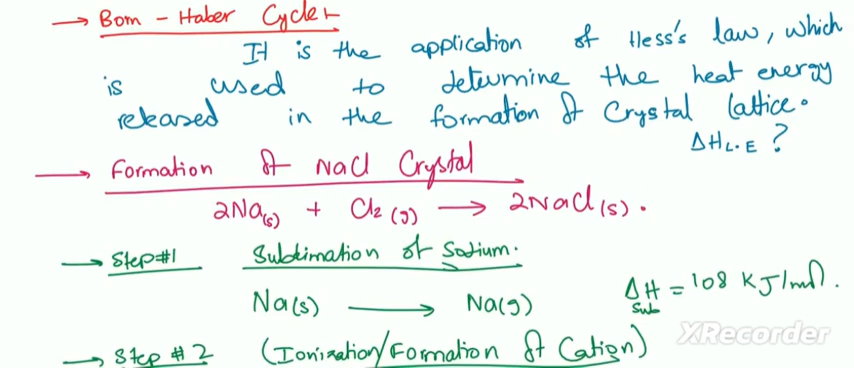 → Born - Haber Cycle:-
It is the application of Hess's law, which
is used to determine the heat energy
released in the formation of Crystal lattice.
ΔHL.E ?
→ Formation of NaCl Crystal
2Na(s) + Cl2(g) → 2NaCl(s).
→ Step#1 Sublimation of Sodium.
Na(s) → Na(g) ΔHSub = 108 KJ/mol.
XRecorder
→ Step #2 (Ionization/Formation of Cation)